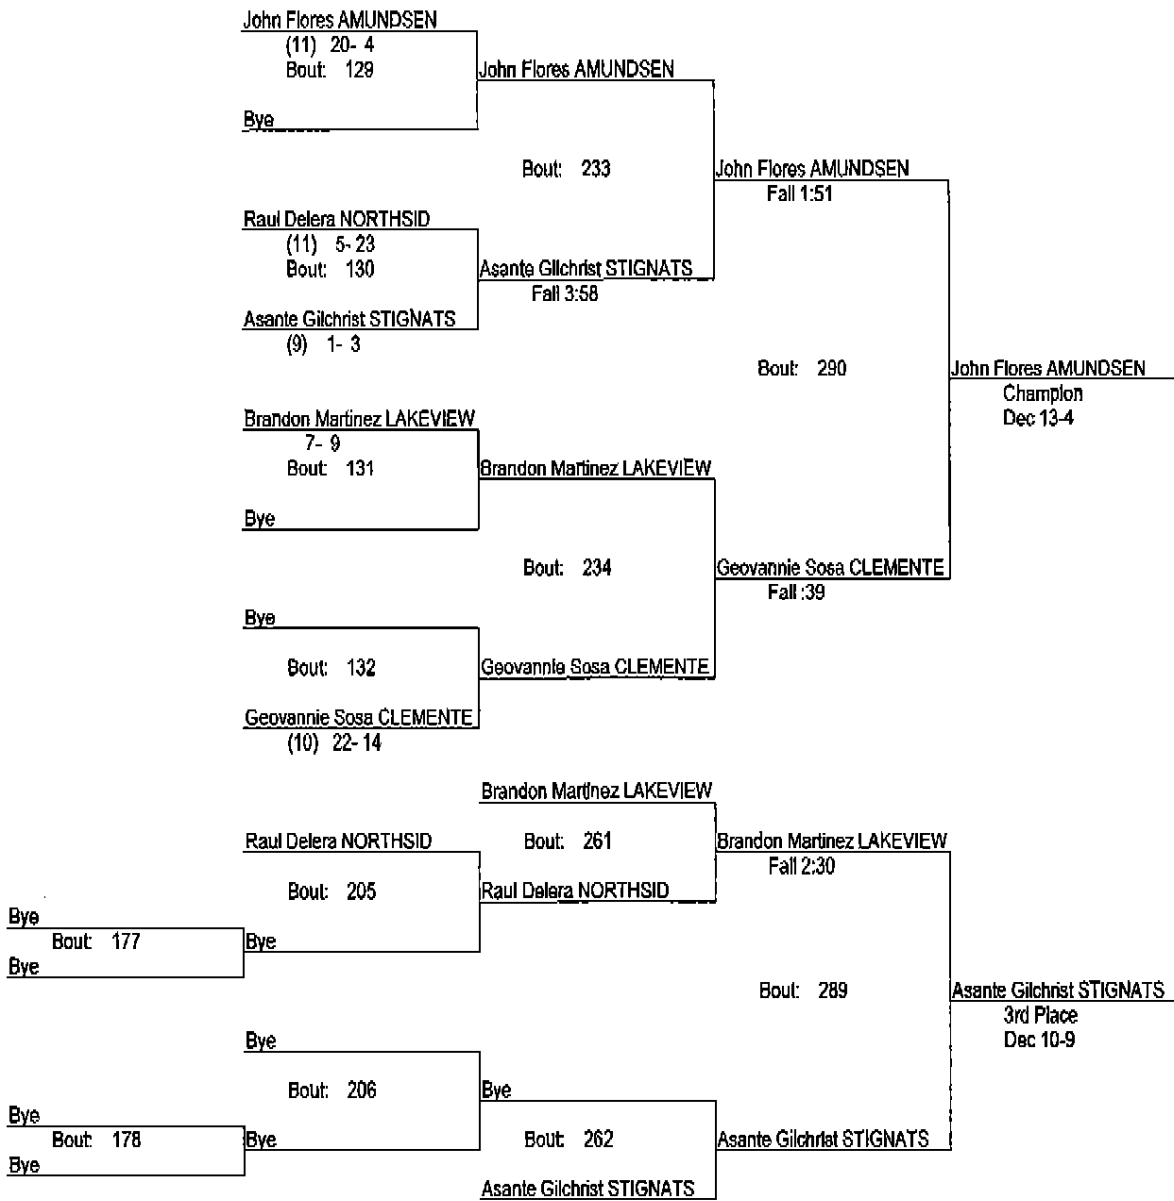 John Flores AMUNDSEN
(11) 20- 4
Bout: 129
John Flores AMUNDSEN
Bye
Bout: 233
John Flores AMUNDSEN
Fall 1:51
Raul Delera NORTHSID
(11) 5- 23
Bout: 130
Asante Gilchrist STIGNATS
Fall 3:58
Asante Gilchrist STIGNATS
(9) 1- 3
Bout: 290
John Flores AMUNDSEN
Champion
Dec 13-4
Brandon Martinez LAKEVIEW
7- 9
Bout: 131
Brandon Martinez LAKEVIEW
Bye
Bout: 234
Geovannie Sosa CLEMENTE
Fall :39
Bye
Bout: 132
Geovannie Sosa CLEMENTE
Geovannie Sosa CLEMENTE
(10) 22- 14
Brandon Martinez LAKEVIEW
Raul Delera NORTHSID
Bout: 261
Brandon Martinez LAKEVIEW
Fall 2:30
Bout: 205
Raul Delera NORTHSID
Bye
Bout: 177
Bye
Bye
Bout: 289
Asante Gilchrist STIGNATS
3rd Place
Dec 10-9
Bye
Bout: 206
Bye
Bye
Bout: 178
Bye
Bout: 262
Asante Gilchrist STIGNATS
Bye
Asante Gilchrist STIGNATS